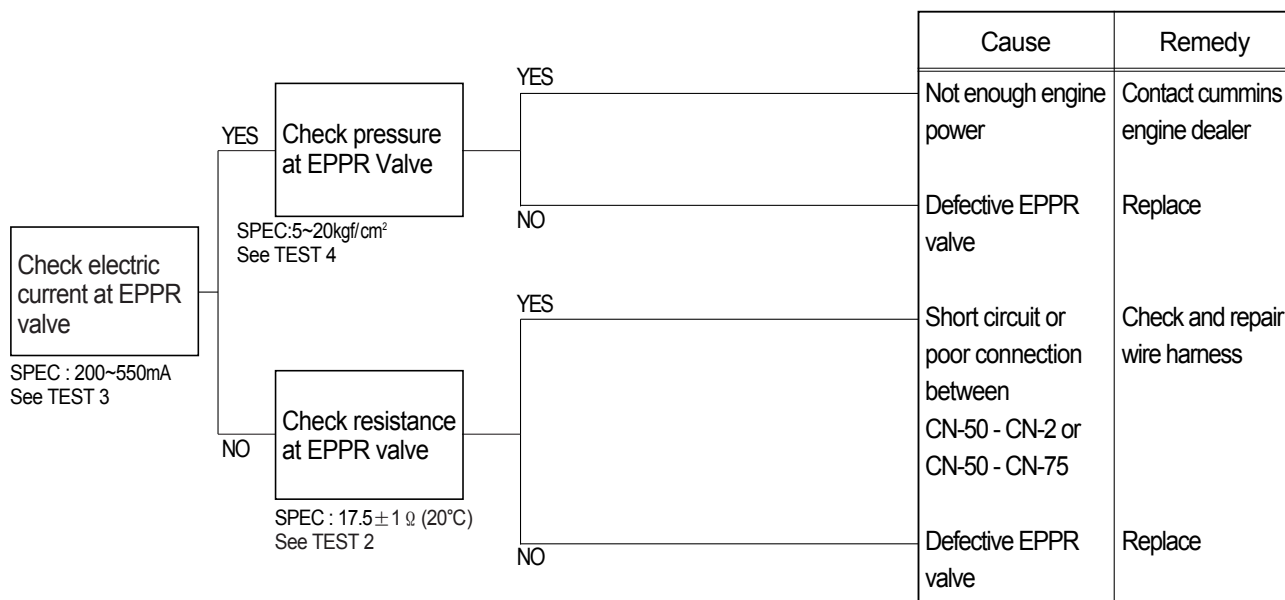 Cause
Remedy
YES
Not enough engine
power
Contact cummins
engine dealer
YES
Check pressure
at EPPR Valve
NO
Defective EPPR
valve
Replace
SPEC:5~20kgf/cm²
See TEST 4
Check electric
current at EPPR
valve
SPEC : 200~550mA
See TEST 3
YES
Short circuit or
poor connection
between
CN-50 - CN-2 or
CN-50 - CN-75
Check and repair
wire harness
NO
Check resistance
at EPPR valve
SPEC : 17.5±1 Ω (20°C)
See TEST 2
NO
Defective EPPR
valve
Replace